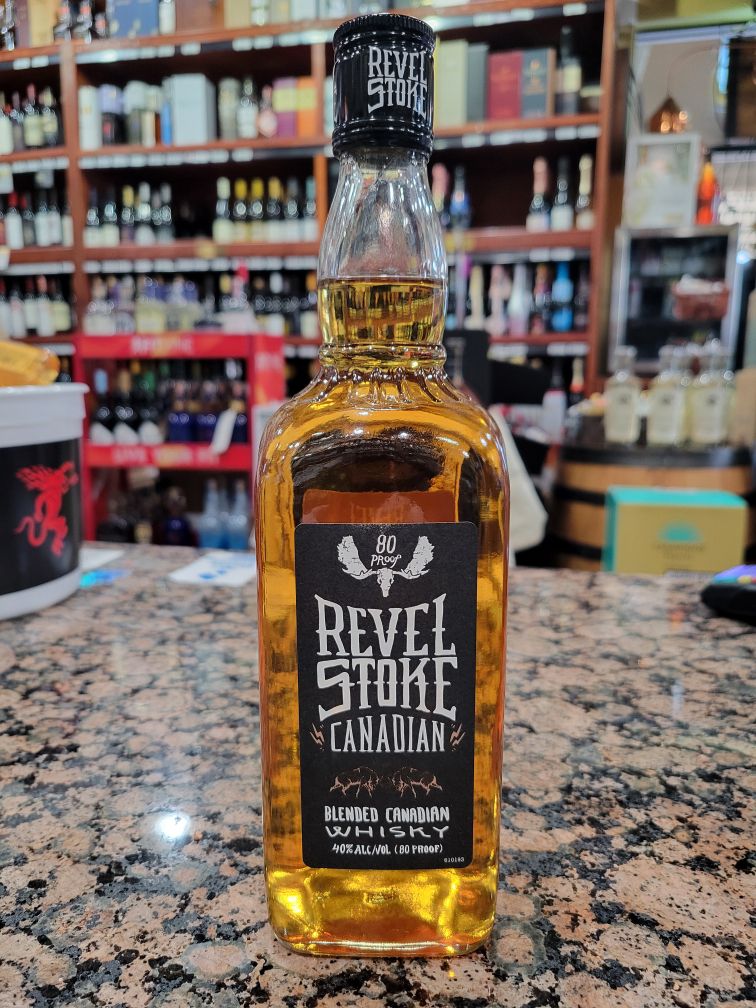 REVEL
STOKE
80
PROOF
REVEL
STOKE
CANADIAN
BLENDED CANADIAN
WHISKY
40% ALC/VOL (80 PROOF)